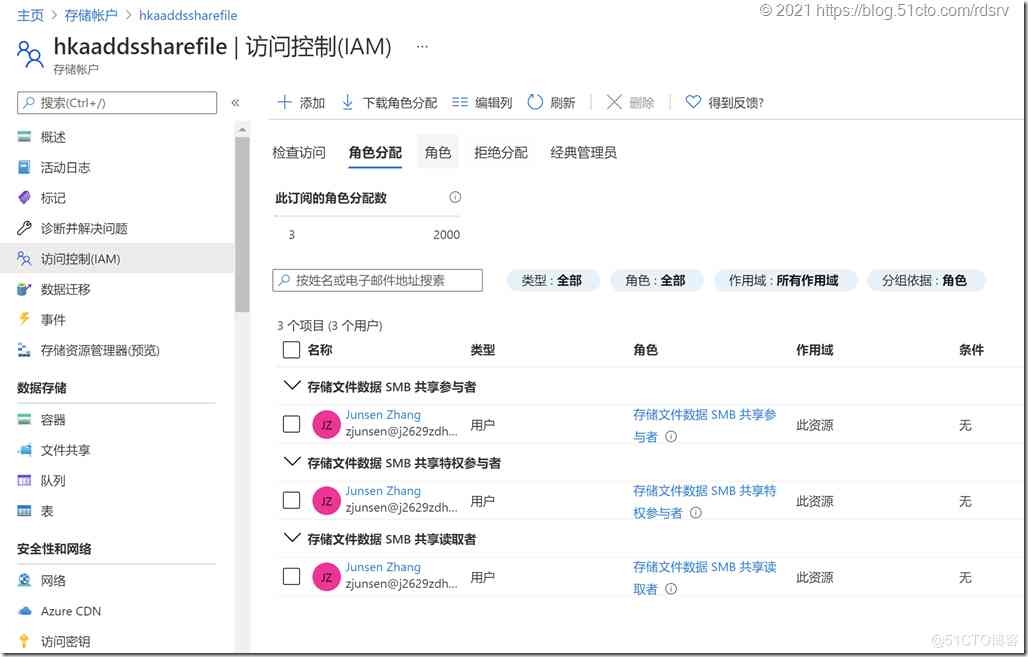 © 2021 https://blog.51cto.com/rdsrv
主页 > 存储帐户 > hkaaddssharefile
hkaaddssharefile | 访问控制(IAM) ...
存储帐户
搜索(Ctrl+/) «
添加 下载角色分配 编辑列 刷新 删除 得到反馈?
概述
活动日志
标记
诊断并解决问题
访问控制(IAM)
数据迁移
事件
存储资源管理器(预览)
数据存储
容器
文件共享
队列
表
安全性和网络
网络
Azure CDN
访问密钥
检查访问 角色分配 角色 拒绝分配 经典管理员
此订阅的角色分配数
3 2000
按姓名或电子邮件地址搜索 类型 : 全部 角色 : 全部 作用域 : 所有作用域 分组依据 : 角色
3 个项目 (3 个用户)
名称 类型 角色 作用域 条件
存储文件数据 SMB 共享参与者
JZ Junsen Zhang 用户 存储文件数据 SMB 共享参 此资源 无
zjunsen@j2629zdh... 与者
存储文件数据 SMB 共享特权参与者
JZ Junsen Zhang 用户 存储文件数据 SMB 共享特 此资源 无
zjunsen@j2629zdh... 权参与者
存储文件数据 SMB 共享读取者
JZ Junsen Zhang 用户 存储文件数据 SMB 共享读 此资源 无
zjunsen@j2629zdh... 取者
@51CTO博客